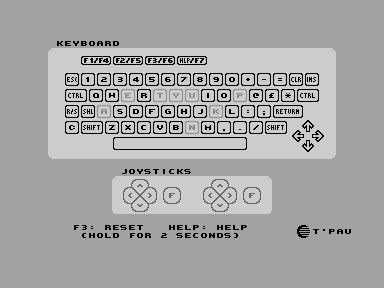 KEYBOARD
F1/F4 F2/F5 F3/F6 HLP/F7
ESC 1 2 3 4 5 6 7 8 9 0 + - = CLR INS
CTRL Q W E R T Y U I O P @ £ * CTRL
R/S SHL A S D F G H J K L : ; RETURN
C SHIFT Z X C V B N M , . / SHIFT
JOYSTICKS
F F
F3: RESET HELP: HELP
(HOLD FOR 2 SECONDS)
T'PAU